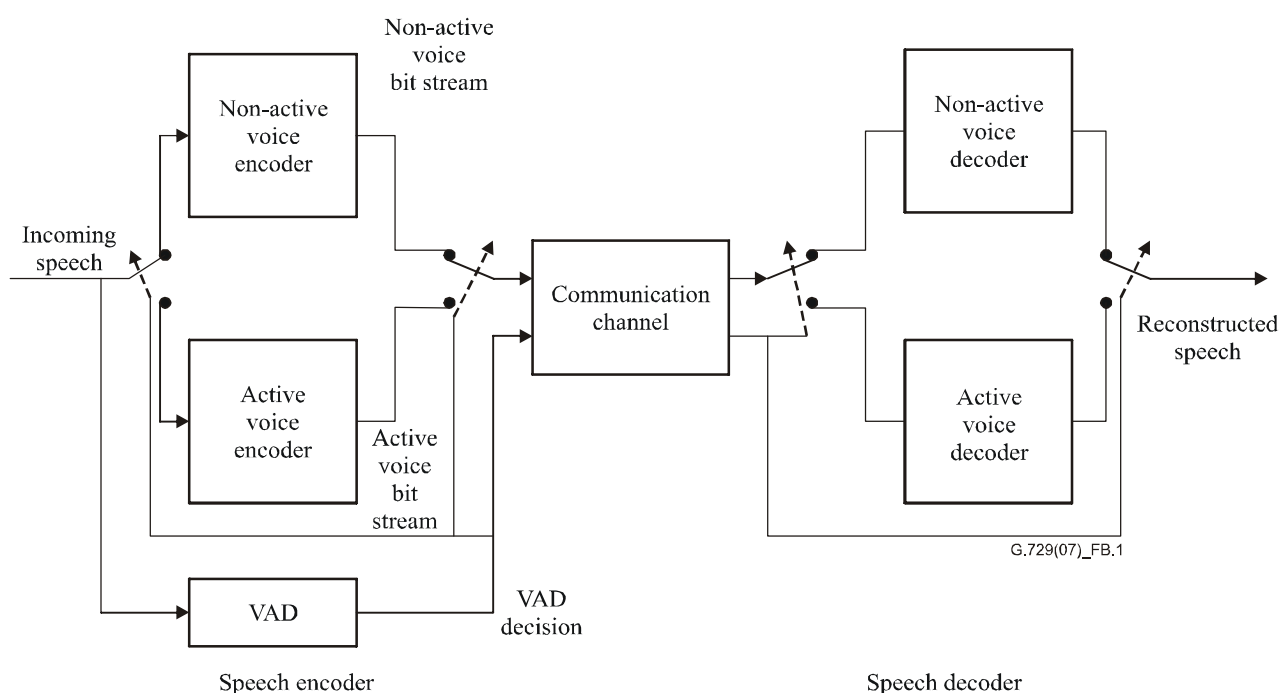 Non-active
voice
bit stream
Non-active
voice
encoder
Non-active
voice
decoder
Incoming
speech
Communication
channel
Reconstructed
speech
Active
voice
encoder
Active
voice
bit
stream
Active
voice
decoder
G.729(07)_FB.1
VAD
VAD
decision
Speech encoder
Speech decoder